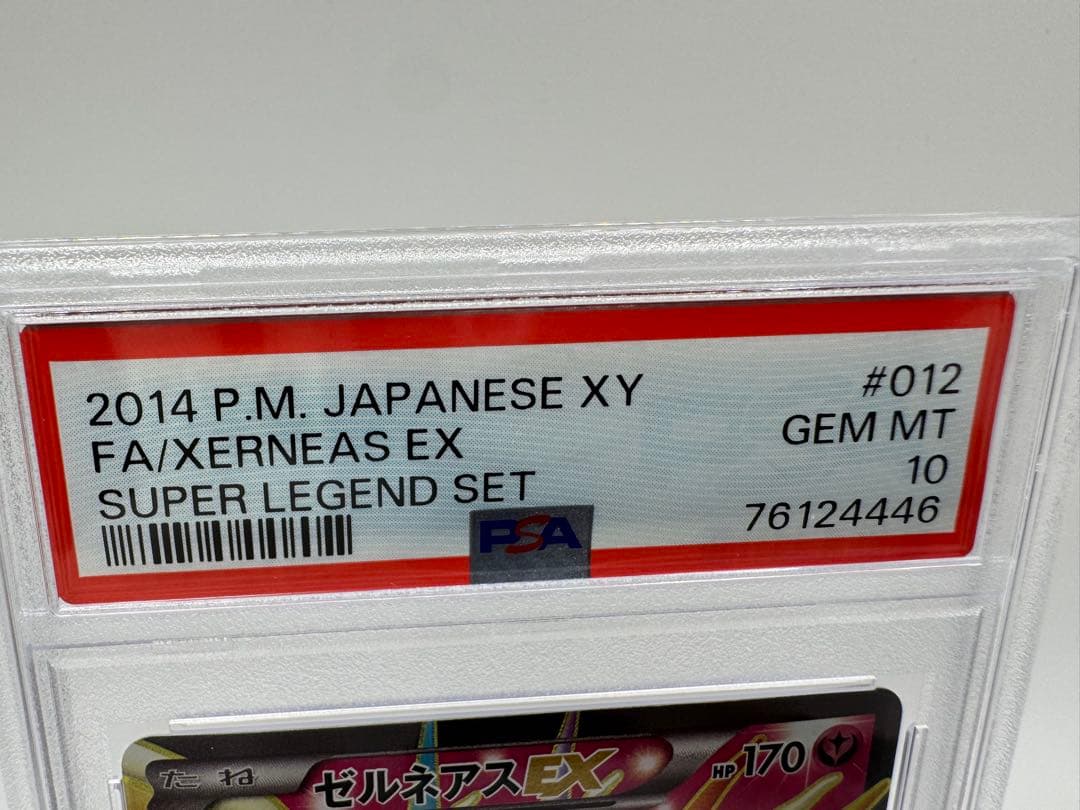 2014 P.M. JAPANESE XY #012
FA/XERNEAS EX GEM MT
SUPER LEGEND SET 10
76124446
PSA
たね ゼルネアスEX HP170